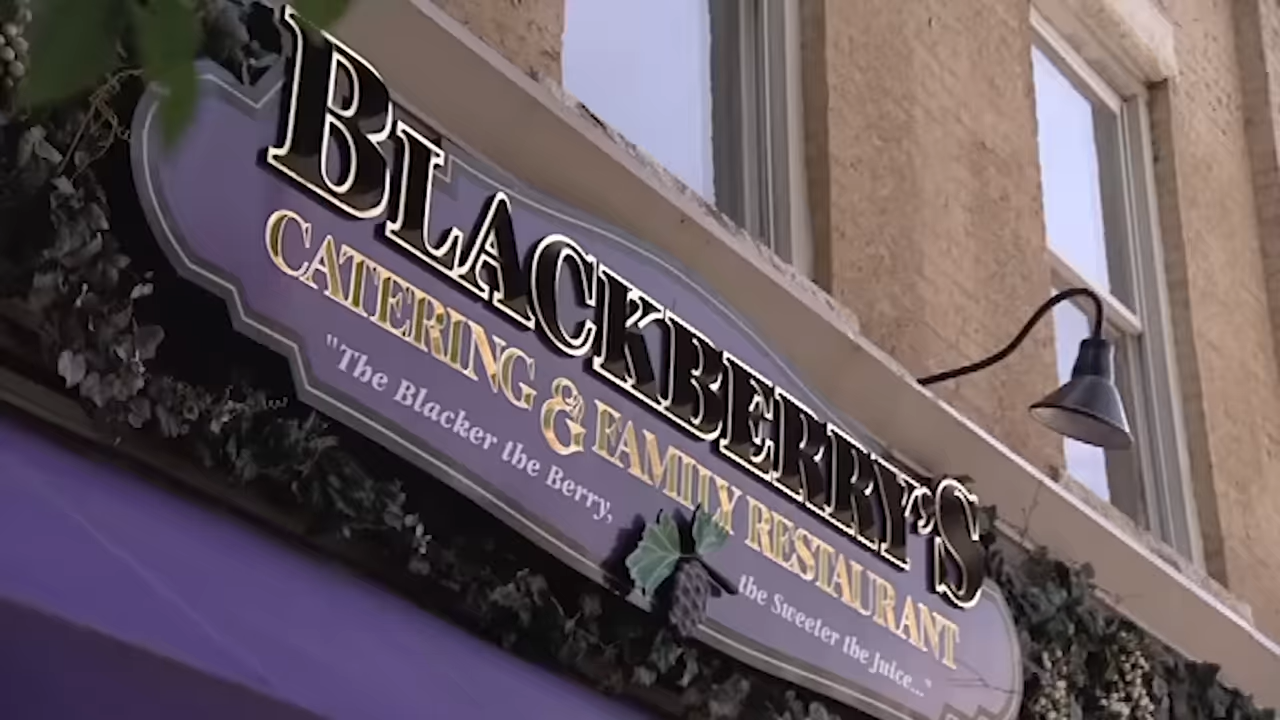 BLACKBERRY'S
CATERING & FAMILY RESTAURANT
"The Blacker the Berry,
the Sweeter the Juice..."